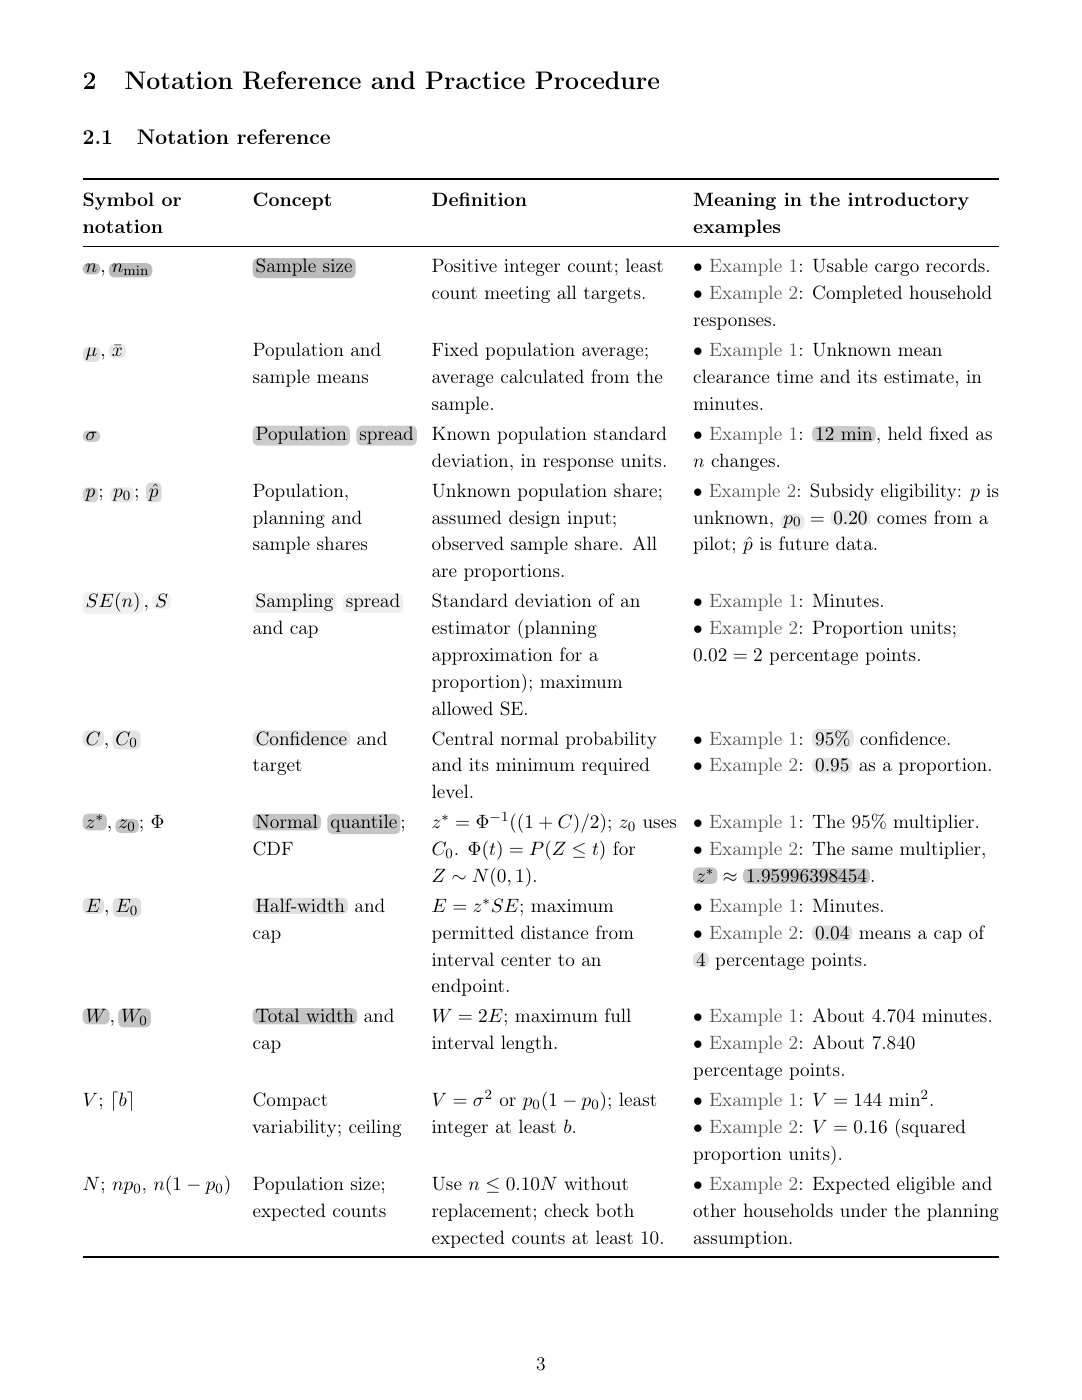 2 Notation Reference and Practice Procedure
2.1 Notation reference
Symbol or notation | Concept | Definition | Meaning in the introductory examples
n, n_min | Sample size | Positive integer count; least count meeting all targets. | • Example 1: Usable cargo records. • Example 2: Completed household responses.
μ, x̄ | Population and sample means | Fixed population average; average calculated from the sample. | • Example 1: Unknown mean clearance time and its estimate, in minutes.
σ | Population spread | Known population standard deviation, in response units. | • Example 1: 12 min, held fixed as n changes.
p; p₀; p̂ | Population, planning and sample shares | Unknown population share; assumed design input; observed sample share. All are proportions. | • Example 2: Subsidy eligibility: p is unknown, p₀ = 0.20 comes from a pilot; p̂ is future data.
SE(n), S | Sampling spread and cap | Standard deviation of an estimator (planning approximation for a proportion); maximum allowed SE. | • Example 1: Minutes. • Example 2: Proportion units; 0.02 = 2 percentage points.
C, C₀ | Confidence and target | Central normal probability and its minimum required level. | • Example 1: 95% confidence. • Example 2: 0.95 as a proportion.
z*, z₀; Φ | Normal quantile; CDF | z* = Φ⁻¹((1 + C)/2); z₀ uses C₀. Φ(t) = P(Z ≤ t) for Z ∼ N(0, 1). | • Example 1: The 95% multiplier. • Example 2: The same multiplier, z* ≈ 1.95996398454.
E, E₀ | Half-width and cap | E = z*SE; maximum permitted distance from interval center to an endpoint. | • Example 1: Minutes. • Example 2: 0.04 means a cap of 4 percentage points.
W, W₀ | Total width and cap | W = 2E; maximum full interval length. | • Example 1: About 4.704 minutes. • Example 2: About 7.840 percentage points.
V; ⌈b⌉ | Compact variability; ceiling | V = σ² or p₀(1 − p₀); least integer at least b. | • Example 1: V = 144 min². • Example 2: V = 0.16 (squared proportion units).
N; np₀, n(1 − p₀) | Population size; expected counts | Use n ≤ 0.10N without replacement; check both expected counts at least 10. | • Example 2: Expected eligible and other households under the planning assumption.
3